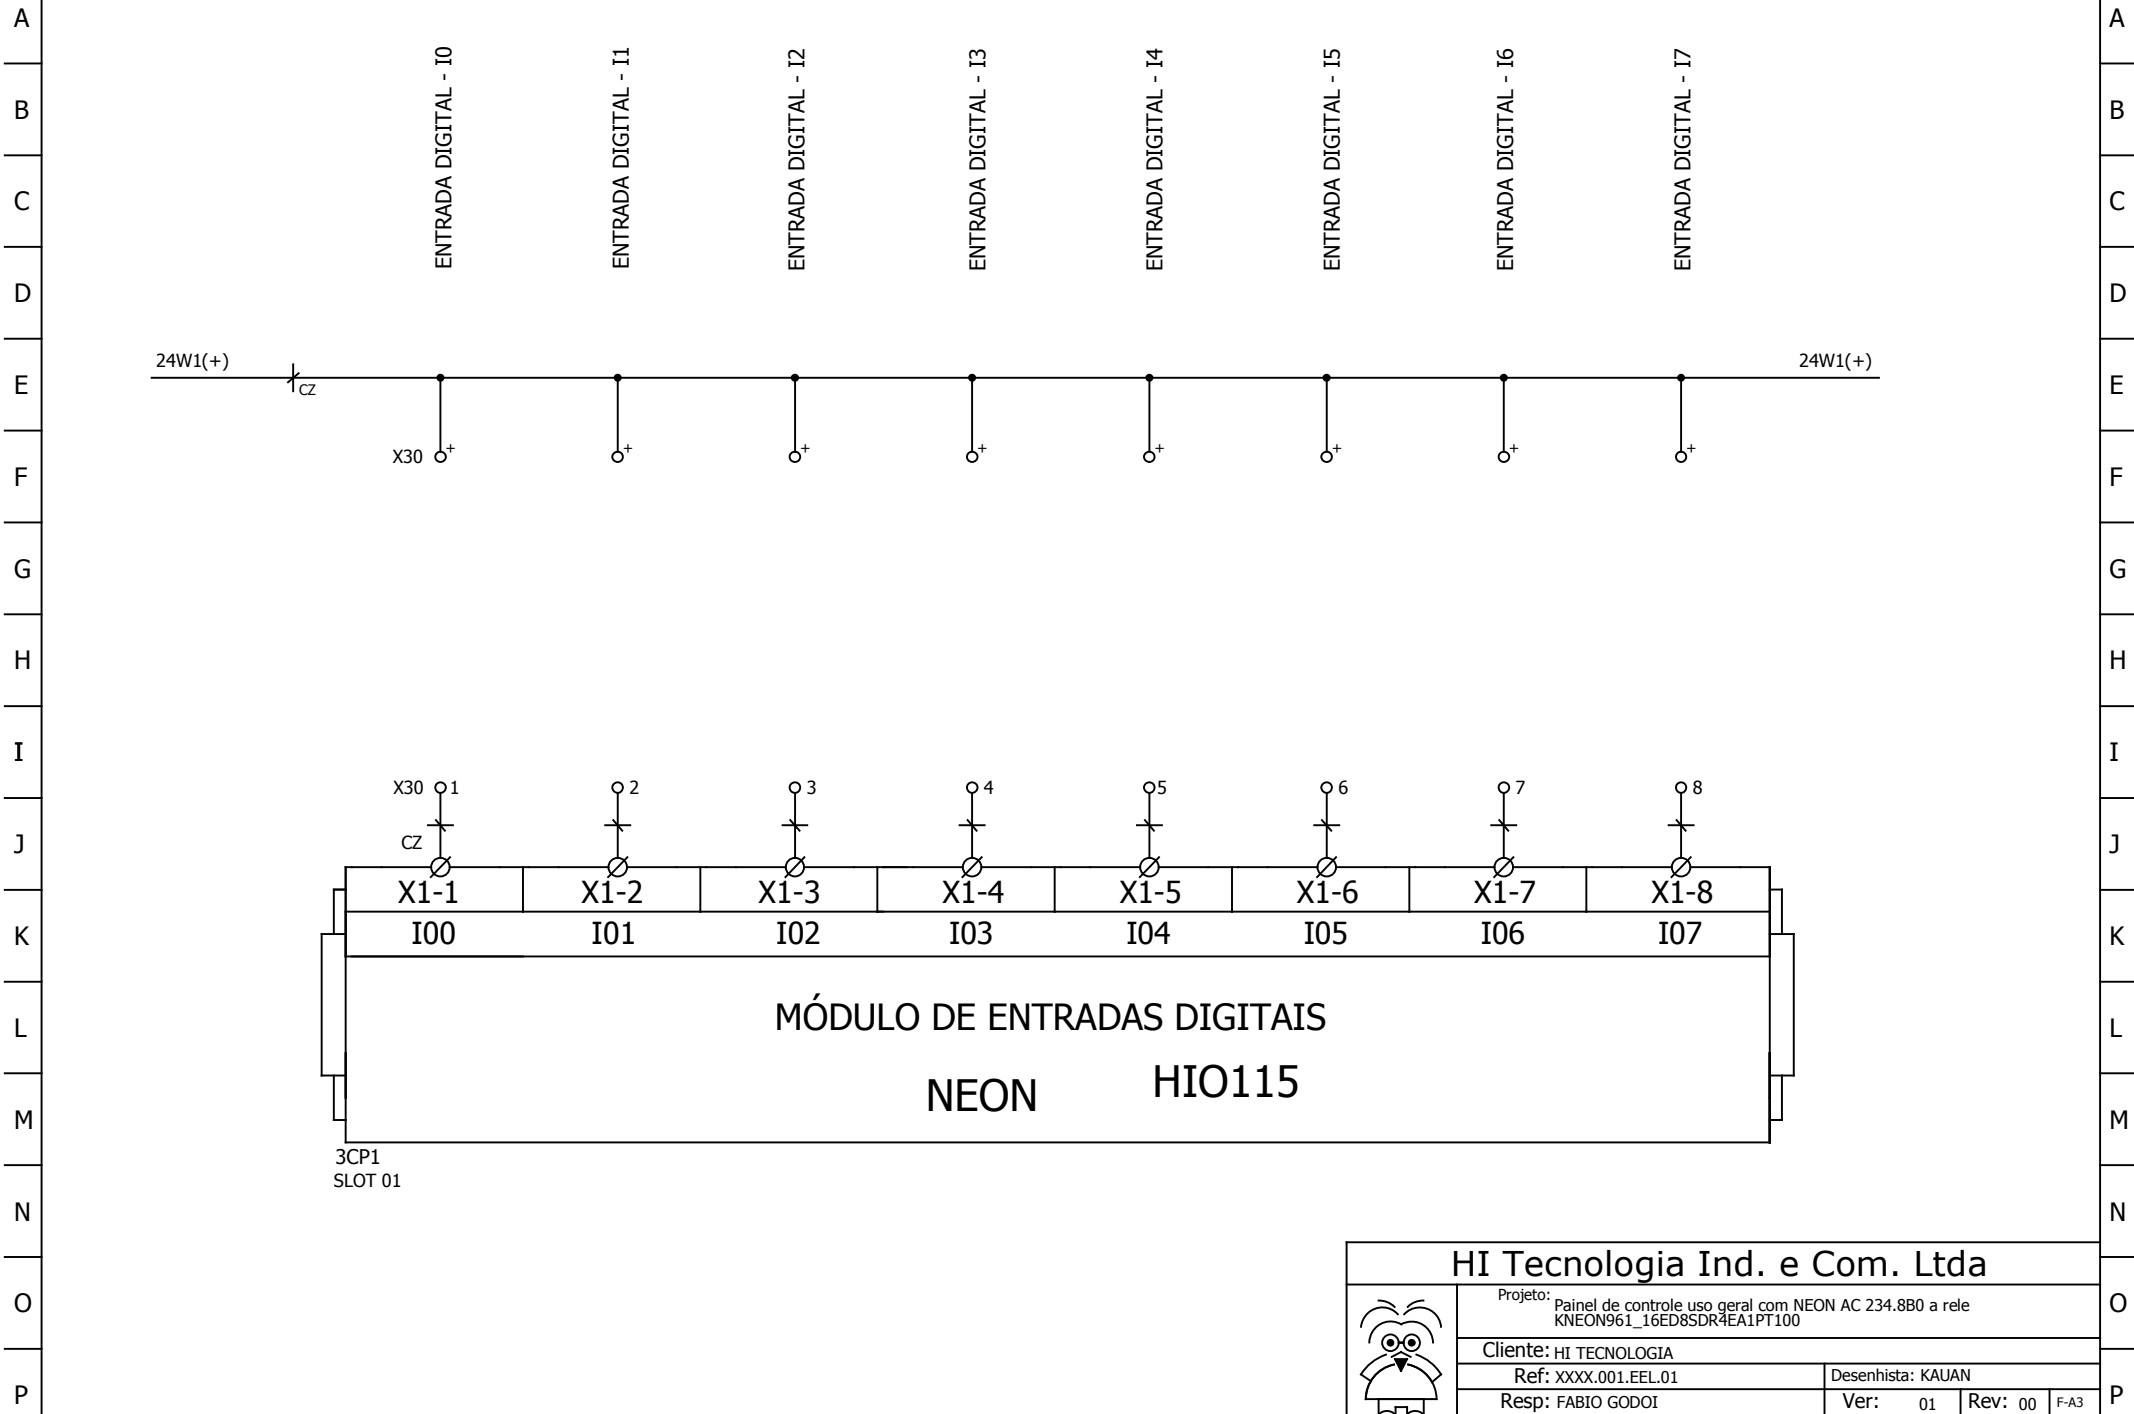 A
A
ENTRADA DIGITAL - I0
ENTRADA DIGITAL - I1
ENTRADA DIGITAL - I2
ENTRADA DIGITAL - I3
ENTRADA DIGITAL - I4
ENTRADA DIGITAL - I5
ENTRADA DIGITAL - I6
ENTRADA DIGITAL - I7
B
B
C
C
D
D
24W1(+)
24W1(+)
E
CZ
E
X30 + + + + + + + +
F
F
G
G
H
H
I
I
X30 1 2 3 4 5 6 7 8
J
CZ
J
X1-1 X1-2 X1-3 X1-4 X1-5 X1-6 X1-7 X1-8
K
I00 I01 I02 I03 I04 I05 I06 I07
K
L
MÓDULO DE ENTRADAS DIGITAIS
L
NEON HIO115
M
M
3CP1
SLOT 01
N
N
HI Tecnologia Ind. e Com. Ltda
O
Projeto: Painel de controle uso geral com NEON AC 234.8B0 a rele
KNEON961_16ED8SDR4EA1PT100
O
Cliente: HI TECNOLOGIA
Ref: XXXX.001.EEL.01 Desenhista: KAUAN
P
Resp: FABIO GODOI Ver: 01 Rev: 00 F-A3
P